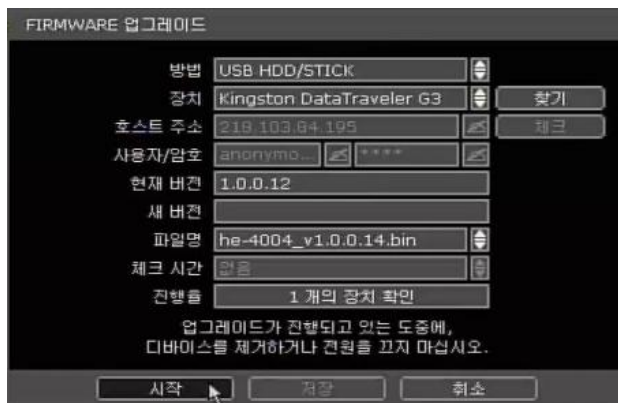 FIRMWARE 업그레이드
방법 USB HDD/STICK
장치 Kingston DataTraveler G3 찾기
호스트 주소 218.103.84.195 체크
사용자/암호 anonymo... ****
현재 버젼 1.0.0.12
새 버젼
파일명 he-4004_v1.0.0.14.bin
체크 시간 없음
진행율 1 개의 장치 확인
업그레이드가 진행되고 있는 도중에,
디바이스를 제거하거나 전원을 끄지 마십시오.
시작 저장 취소